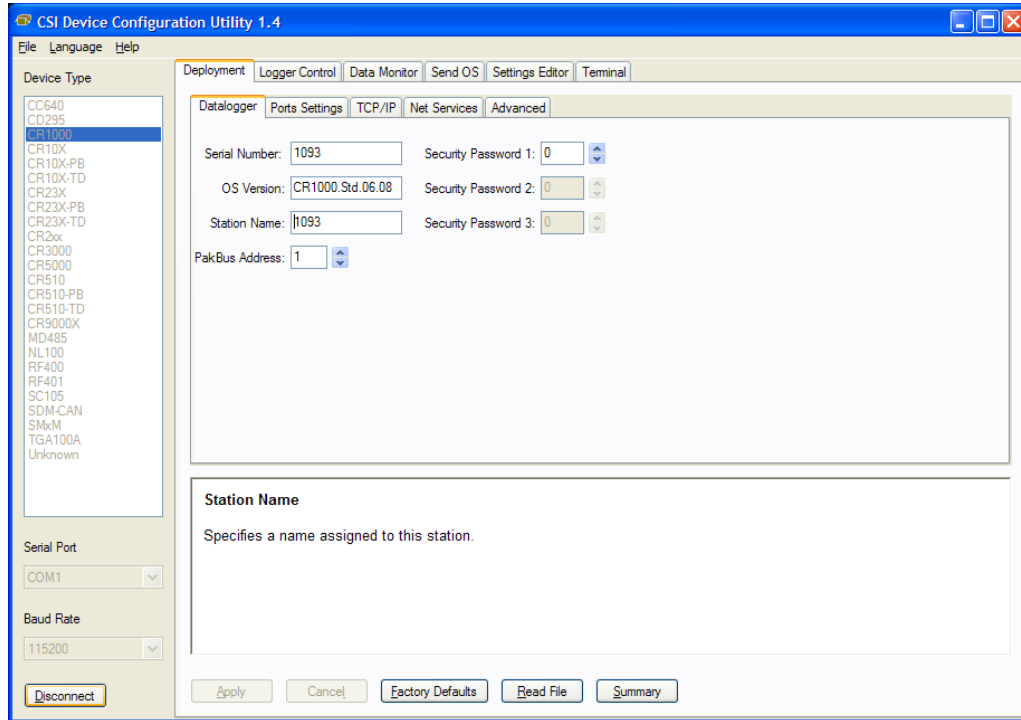 CSI Device Configuration Utility 1.4
File Language Help
Device Type
CC640
CD295
CR1000
CR10X
CR10X-PB
CR10X-TD
CR23X
CR23X-PB
CR23X-TD
CR2xx
CR3000
CR5000
CR510
CR510-PB
CR510-TD
CR9000X
MD485
NL100
RF400
RF401
SC105
SDM-CAN
SMxM
TGA100A
Unknown
Serial Port
COM1
Baud Rate
115200
Disconnect
Deployment Logger Control Data Monitor Send OS Settings Editor Terminal
Datalogger Ports Settings TCP/IP Net Services Advanced
Serial Number: 1093 Security Password 1: 0
OS Version: CR1000.Std.06.08 Security Password 2: 0
Station Name: 1093 Security Password 3: 0
PakBus Address: 1
Station Name
Specifies a name assigned to this station.
Apply Cancel Factory Defaults Read File Summary